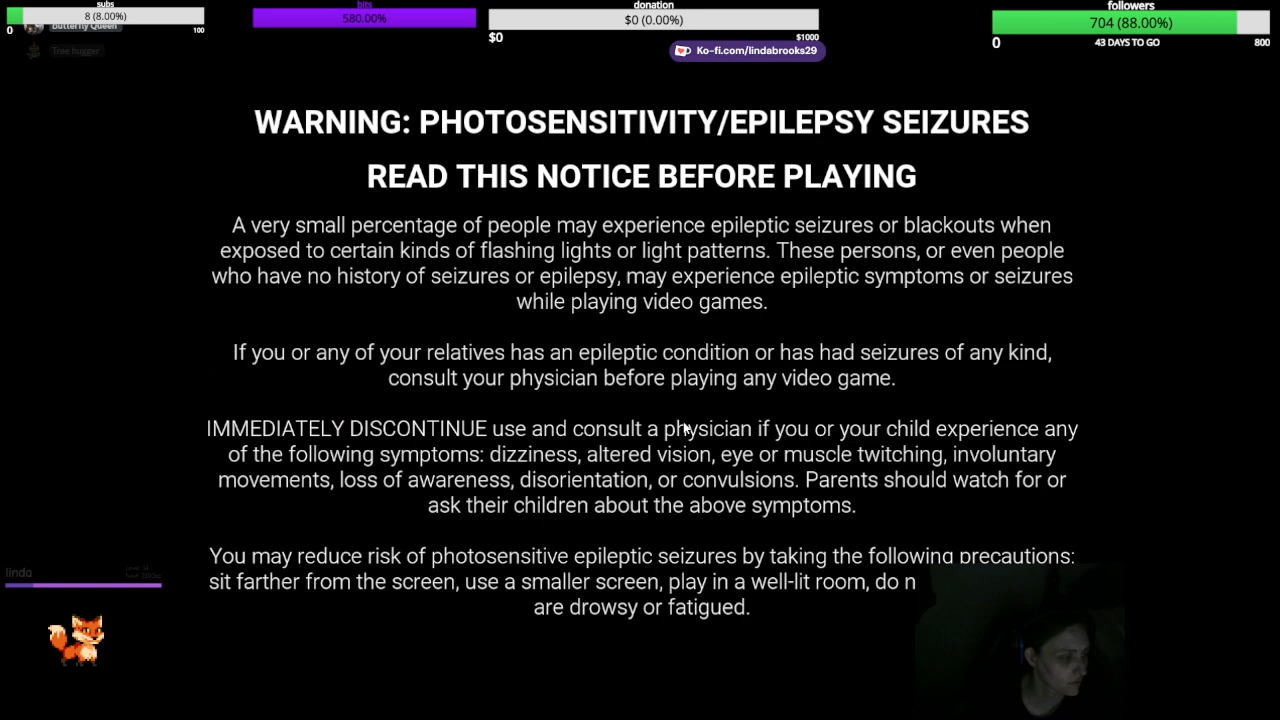 subs
8 (8.00%)
0
100
Butterfly Queen
Tree hugger
bits
580.00%
donation
$0 (0.00%)
$0
$1000
Ko-fi.com/lindabrooks29
followers
704 (88.00%)
0
43 DAYS TO GO
800
WARNING: PHOTOSENSITIVITY/EPILEPSY SEIZURES
READ THIS NOTICE BEFORE PLAYING
A very small percentage of people may experience epileptic seizures or blackouts when
exposed to certain kinds of flashing lights or light patterns. These persons, or even people
who have no history of seizures or epilepsy, may experience epileptic symptoms or seizures
while playing video games.
If you or any of your relatives has an epileptic condition or has had seizures of any kind,
consult your physician before playing any video game.
IMMEDIATELY DISCONTINUE use and consult a physician if you or your child experience any
of the following symptoms: dizziness, altered vision, eye or muscle twitching, involuntary
movements, loss of awareness, disorientation, or convulsions. Parents should watch for or
ask their children about the above symptoms.
You may reduce risk of photosensitive epileptic seizures by taking the following precautions:
sit farther from the screen, use a smaller screen, play in a well-lit room, do n
are drowsy or fatigued.
linda